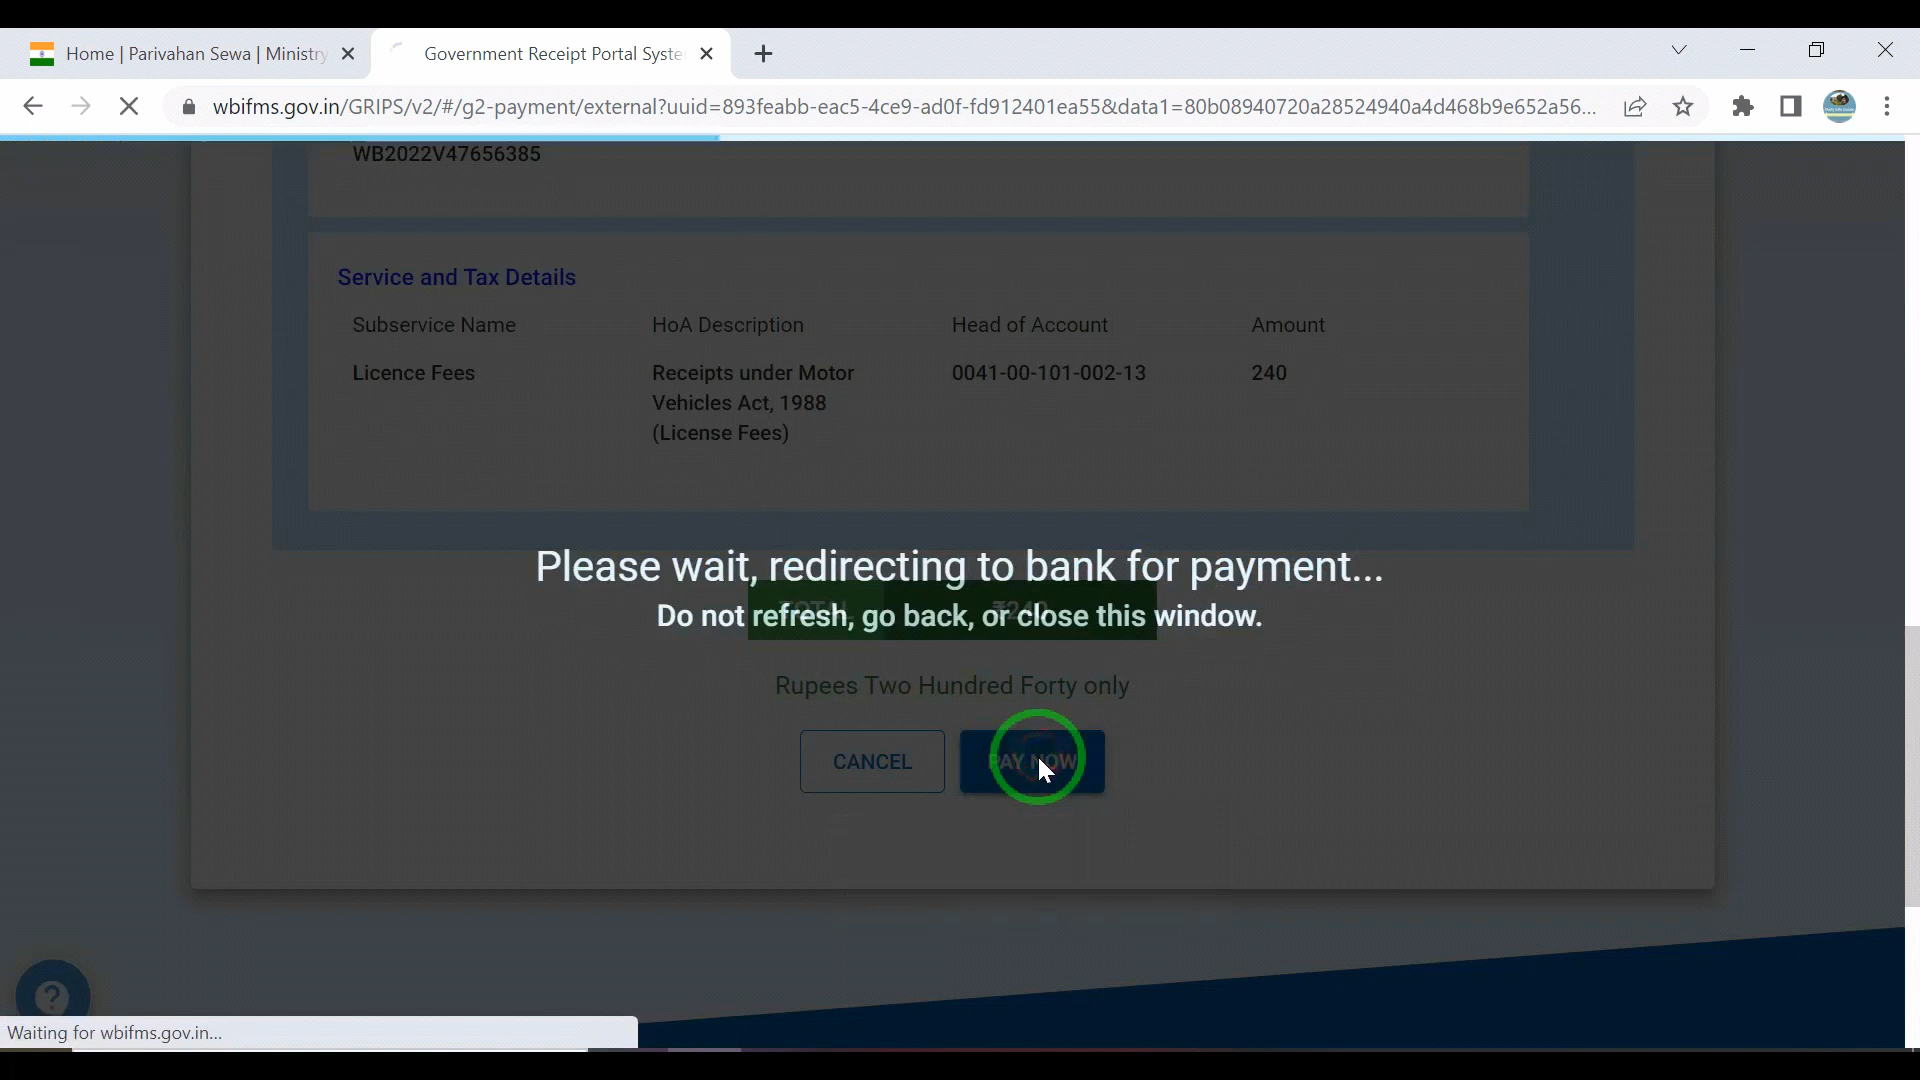 Home | Parivahan Sewa | Ministry
Government Receipt Portal Syste
wbifms.gov.in/GRIPS/v2/#/g2-payment/external?uuid=893feabb-eac5-4ce9-ad0f-fd912401ea55&data1=80b08940720a28524940a4d468b9e652a56...
WB2022V47656385
Service and Tax Details
Subservice Name HoA Description Head of Account Amount
Licence Fees Receipts under Motor 0041-00-101-002-13 240
Vehicles Act, 1988
(License Fees)
Please wait, redirecting to bank for payment...
TOTAL ₹240
Do not refresh, go back, or close this window.
Rupees Two Hundred Forty only
CANCEL PAY NOW
Waiting for wbifms.gov.in...